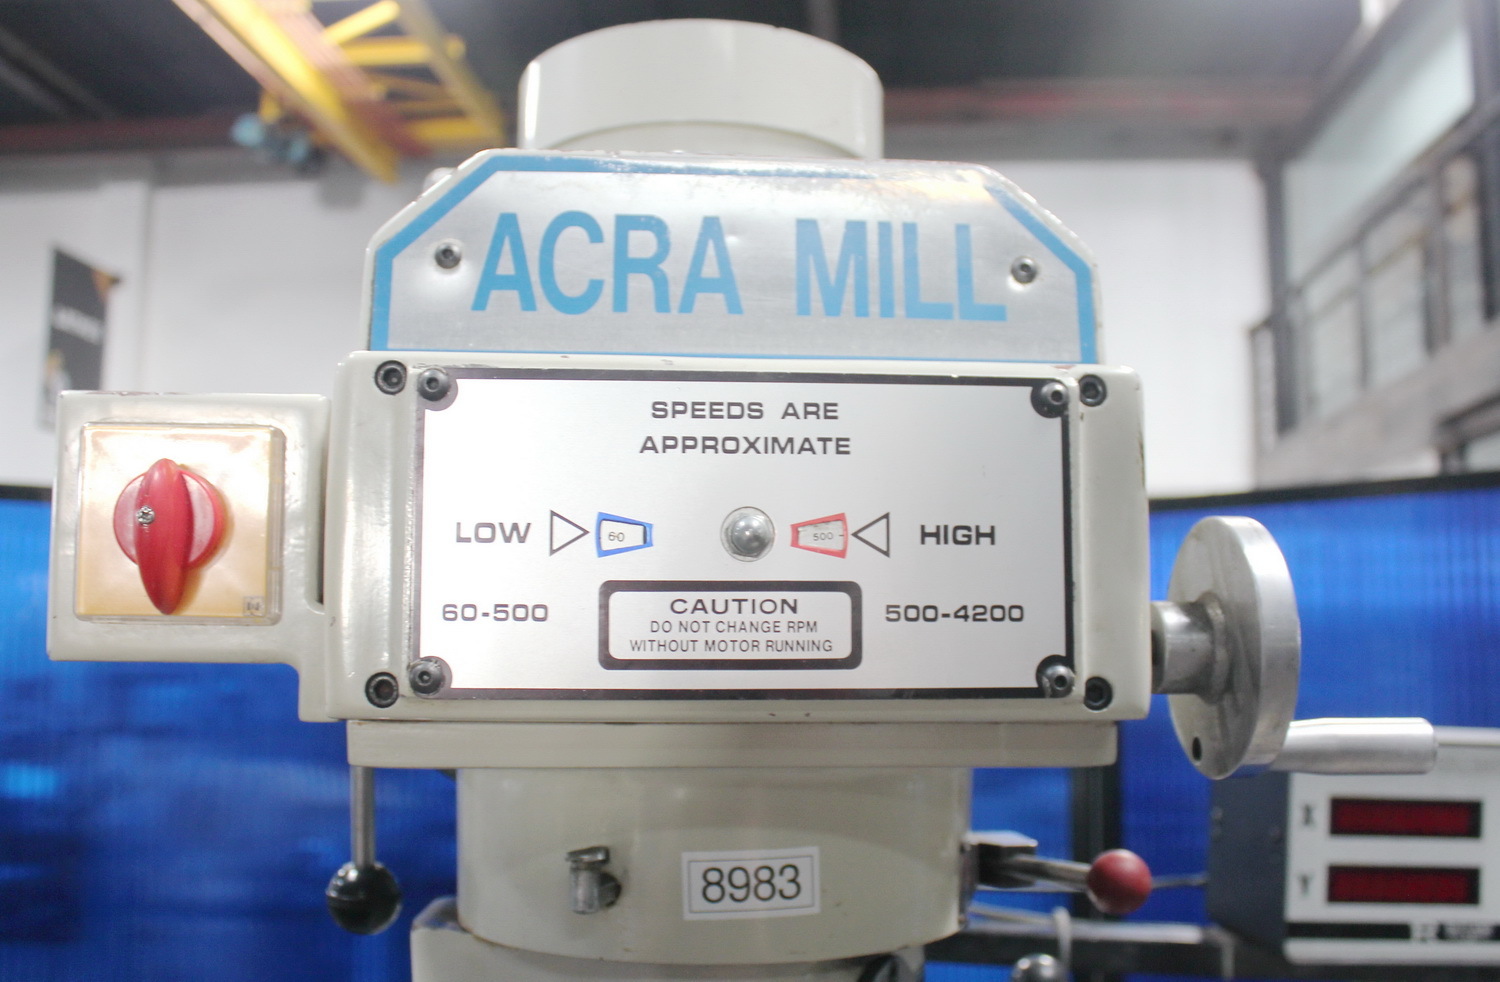 ACRA MILL
SPEEDS ARE
APPROXIMATE
LOW 60 500 HIGH
60-500 500-4200
CAUTION
DO NOT CHANGE RPM
WITHOUT MOTOR RUNNING
8983
X
Y